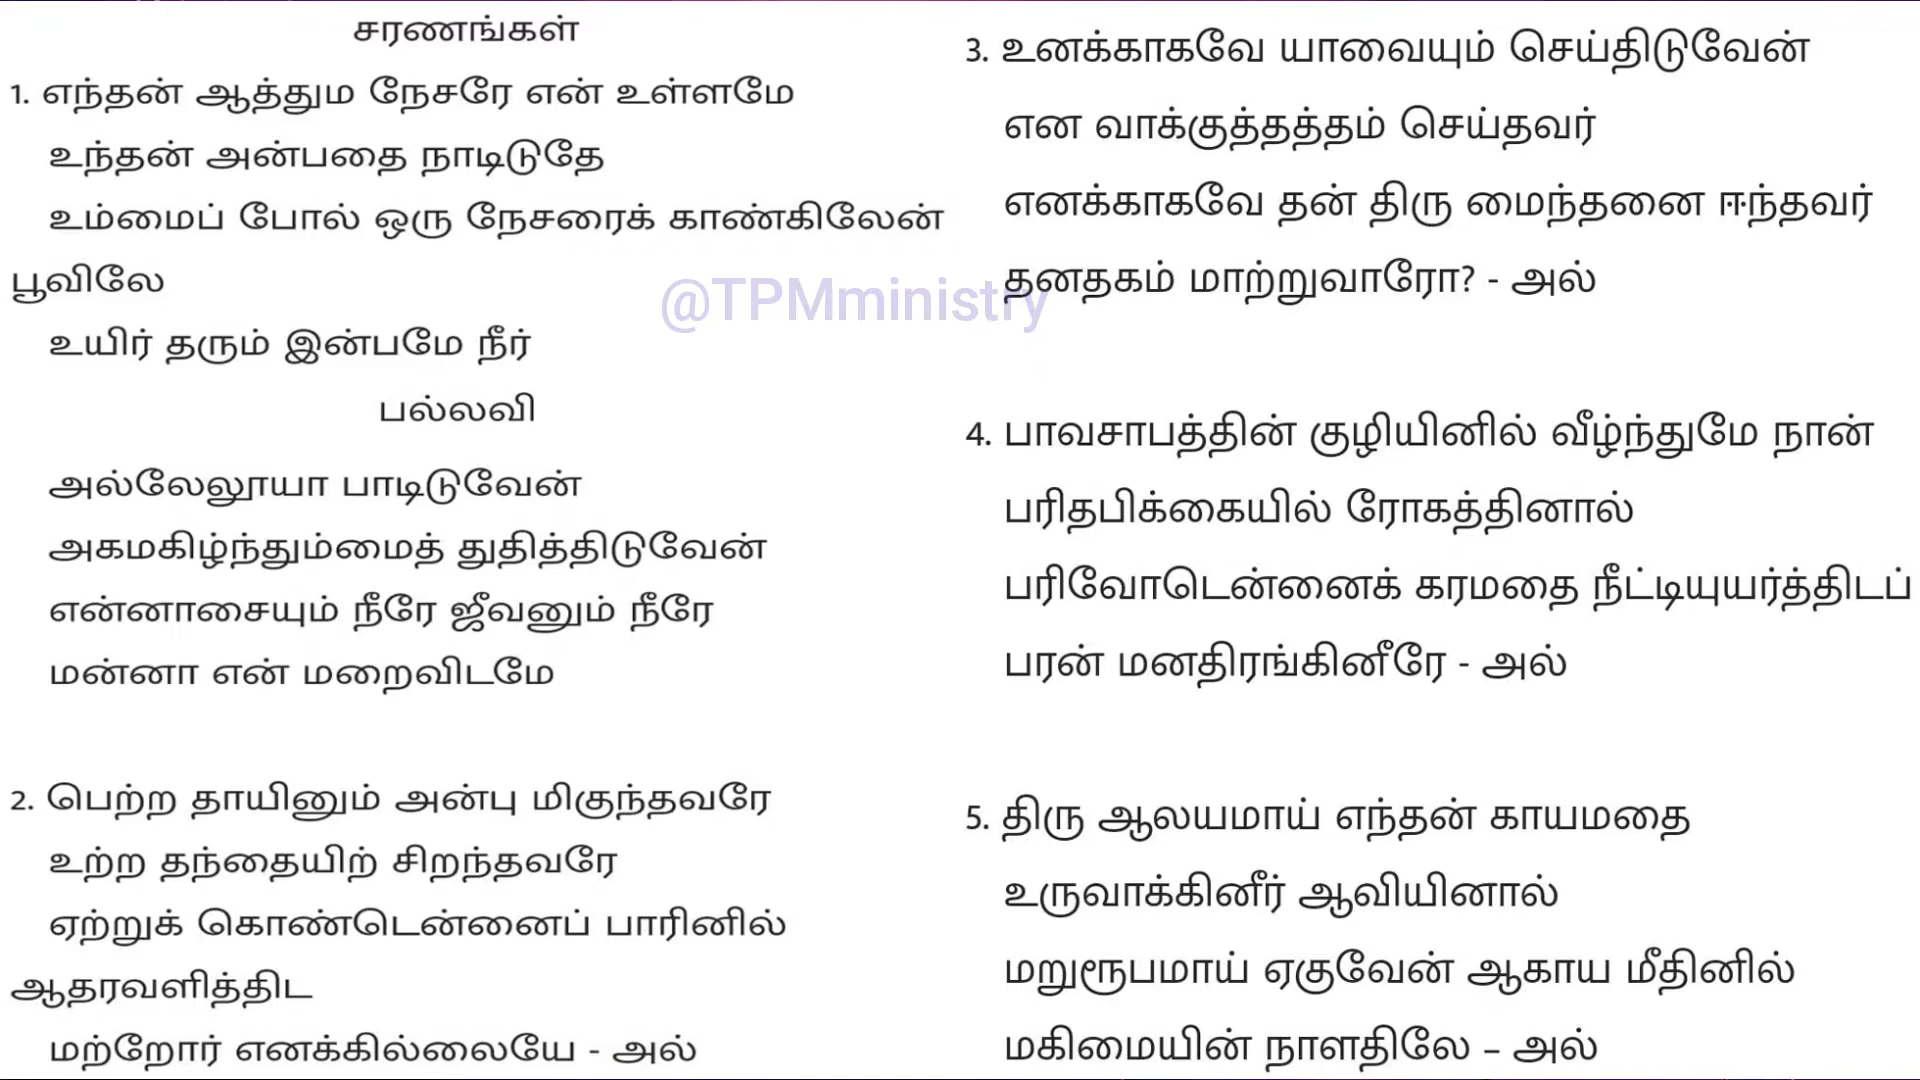 சரணங்கள்
1. எந்தன் ஆத்தும நேசரே என் உள்ளமே
உந்தன் அன்பதை நாடிடுதே
உம்மைப் போல் ஒரு நேசரைக் காண்கிலேன்
பூவிலே
உயிர் தரும் இன்பமே நீர்
பல்லவி
அல்லேலூயா பாடிடுவேன்
அகமகிழ்ந்தும்மைத் துதித்திடுவேன்
என்னாசையும் நீரே ஜீவனும் நீரே
மன்னா என் மறைவிடமே
2. பெற்ற தாயினும் அன்பு மிகுந்தவரே
உற்ற தந்தையிற் சிறந்தவரே
ஏற்றுக் கொண்டென்னைப் பாரினில்
ஆதரவளித்திட
மற்றோர் எனக்கில்லையே - அல்
3. உனக்காகவே யாவையும் செய்திடுவேன்
என வாக்குத்தத்தம் செய்தவர்
எனக்காகவே தன் திரு மைந்தனை ஈந்தவர்
தனதகம் மாற்றுவாரோ? - அல்
@TPMministry
4. பாவசாபத்தின் குழியினில் வீழ்ந்துமே நான்
பரிதபிக்கையில் ரோகத்தினால்
பரிவோடென்னைக் கரமதை நீட்டியுயர்த்திடப்
பரன் மனதிரங்கினீரே - அல்
5. திரு ஆலயமாய் எந்தன் காயமதை
உருவாக்கினீர் ஆவியினால்
மறுரூபமாய் ஏகுவேன் ஆகாய மீதினில்
மகிமையின் நாளதிலே – அல்